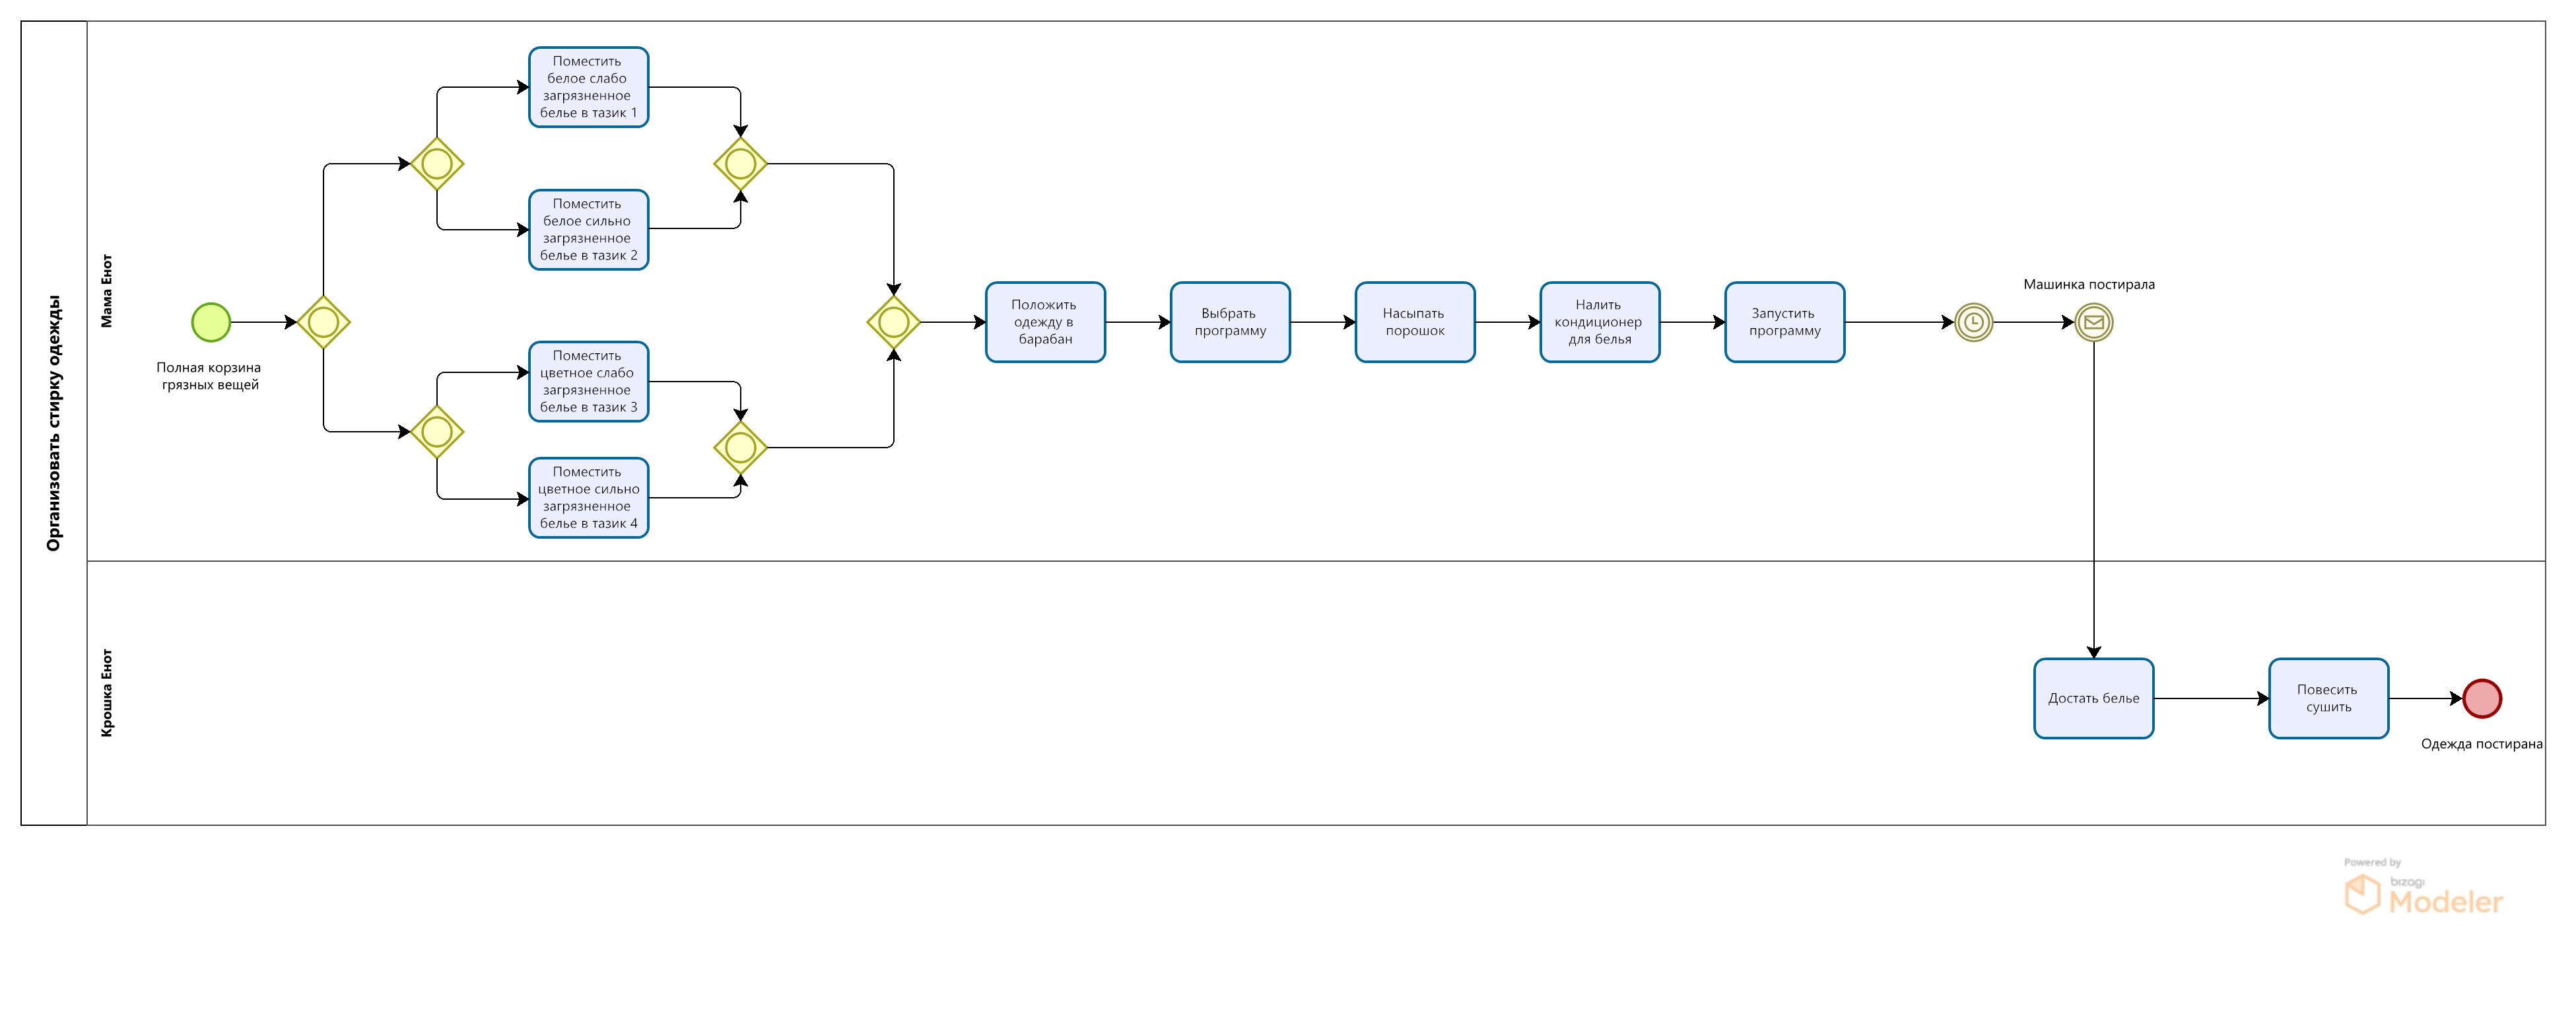 Организовать стирку одежды
Мама Енот
Полная корзина
грязных вещей
Поместить
белое слабо
загрязненное
белье в тазик 1
Поместить
белое сильно
загрязненное
белье в тазик 2
Поместить
цветное слабо
загрязненное
белье в тазик 3
Поместить
цветное сильно
загрязненное
белье в тазик 4
Положить
одежду в
барабан
Выбрать
программу
Насыпать
порошок
Налить
кондиционер
для белья
Запустить
программу
Машинка постирала
Крошка Енот
Достать белье
Повесить
сушить
Одежда постирана
Powered by
bizagi
Modeler